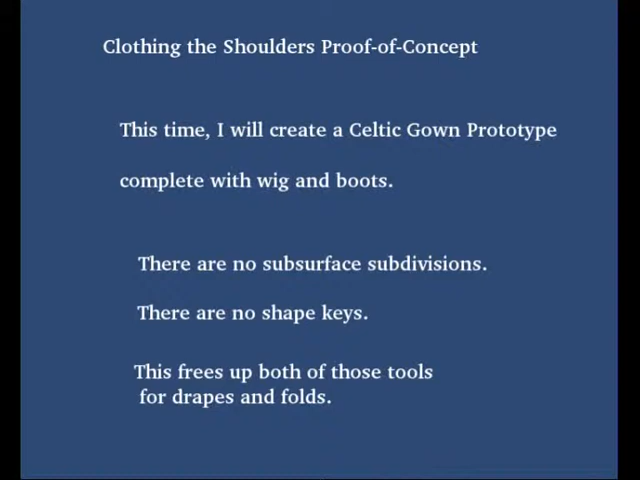 Clothing the Shoulders Proof-of-Concept
This time, I will create a Celtic Gown Prototype
complete with wig and boots.
There are no subsurface subdivisions.
There are no shape keys.
This frees up both of those tools
for drapes and folds.